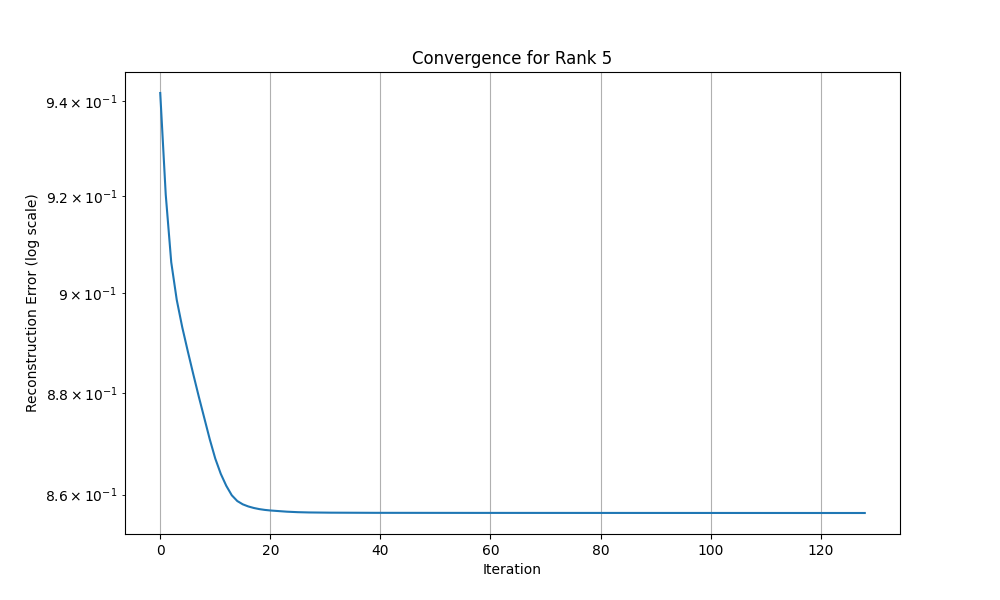 Convergence for Rank 5
Reconstruction Error (log scale)
9.4 × 10⁻¹
9.2 × 10⁻¹
9 × 10⁻¹
8.8 × 10⁻¹
8.6 × 10⁻¹
0 20 40 60 80 100 120
Iteration